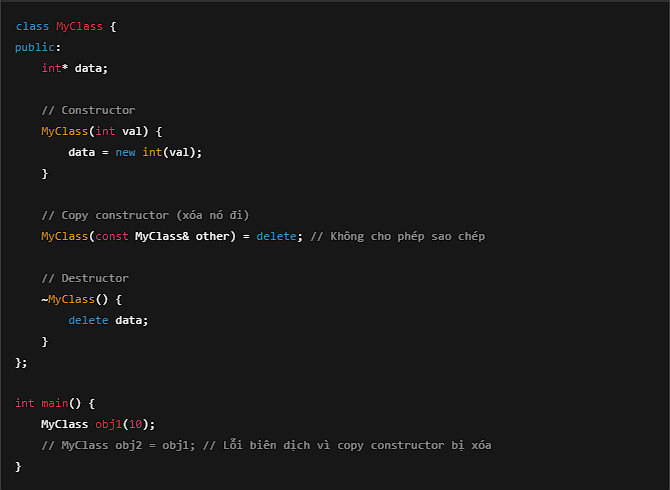 class MyClass {
public:
    int* data;

    // Constructor
    MyClass(int val) {
        data = new int(val);
    }

    // Copy constructor (xóa nó đi)
    MyClass(const MyClass& other) = delete; // Không cho phép sao chép

    // Destructor
    ~MyClass() {
        delete data;
    }
};

int main() {
    MyClass obj1(10);
    // MyClass obj2 = obj1; // Lỗi biên dịch vì copy constructor bị xóa
}